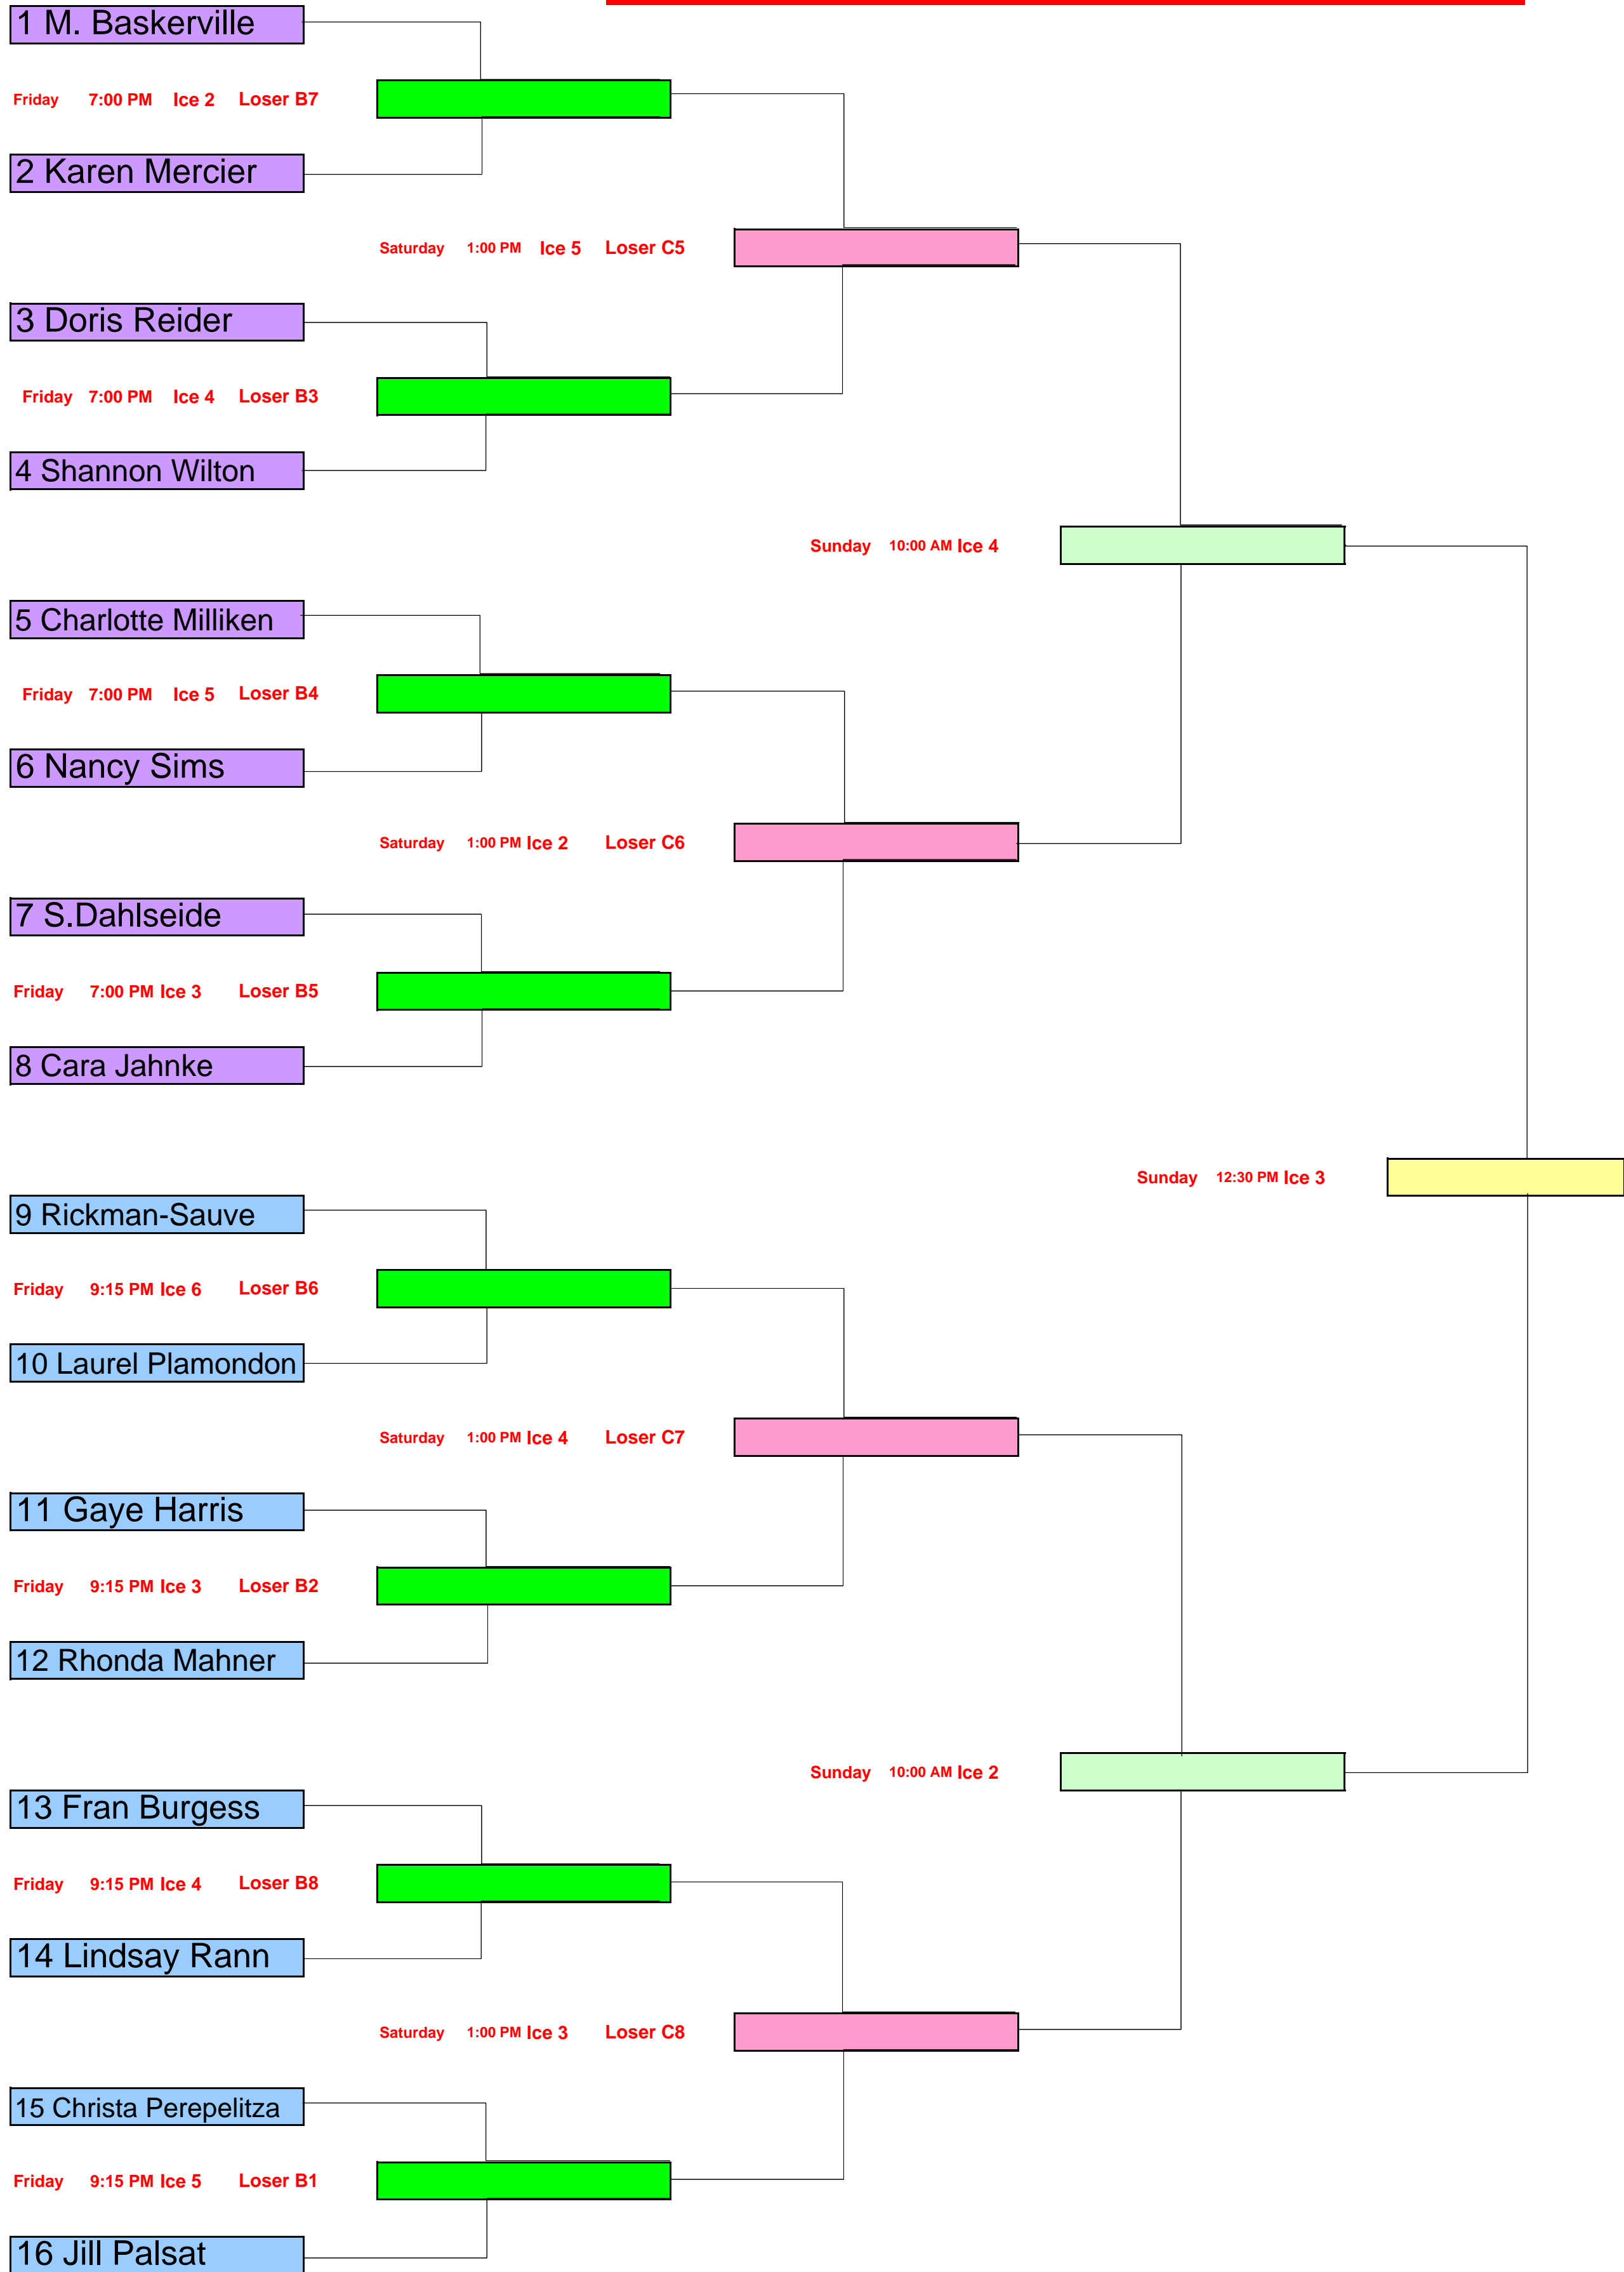 1 M. Baskerville
Friday 7:00 PM Ice 2 Loser B7
2 Karen Mercier
Saturday 1:00 PM Ice 5 Loser C5
3 Doris Reider
Friday 7:00 PM Ice 4 Loser B3
4 Shannon Wilton
Sunday 10:00 AM Ice 4
5 Charlotte Milliken
Friday 7:00 PM Ice 5 Loser B4
6 Nancy Sims
Saturday 1:00 PM Ice 2 Loser C6
7 S.Dahlseide
Friday 7:00 PM Ice 3 Loser B5
8 Cara Jahnke
Sunday 12:30 PM Ice 3
9 Rickman-Sauve
Friday 9:15 PM Ice 6 Loser B6
10 Laurel Plamondon
Saturday 1:00 PM Ice 4 Loser C7
11 Gaye Harris
Friday 9:15 PM Ice 3 Loser B2
12 Rhonda Mahner
Sunday 10:00 AM Ice 2
13 Fran Burgess
Friday 9:15 PM Ice 4 Loser B8
14 Lindsay Rann
Saturday 1:00 PM Ice 3 Loser C8
15 Christa Perepelitza
Friday 9:15 PM Ice 5 Loser B1
16 Jill Palsat